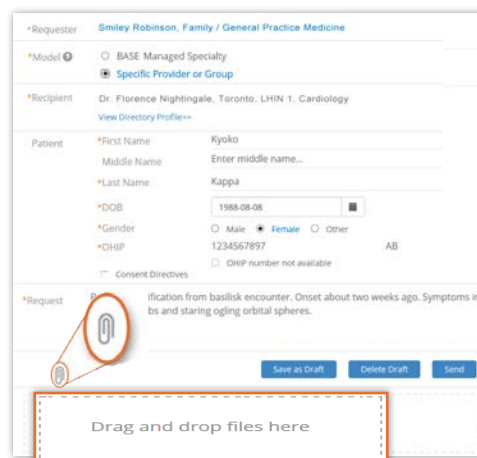 *Requester Smiley Robinson, Family / General Practice Medicine
*Model BASE Managed Specialty
Specific Provider or Group
*Recipient Dr. Florence Nightingale, Toronto, LHIN 1, Cardiology
View Directory Profile>>
Patient *First Name Kyoko
Middle Name Enter middle name...
*Last Name Kappa
*DOB 1988-08-08
*Gender Male Female Other
*OHIP 1234567897 AB
OHIP number not available
Consent Directives
*Request ification from basilisk encounter. Onset about two weeks ago. Symptoms in
bs and staring ogling orbital spheres.
Save as Draft Delete Draft Send
Drag and drop files here